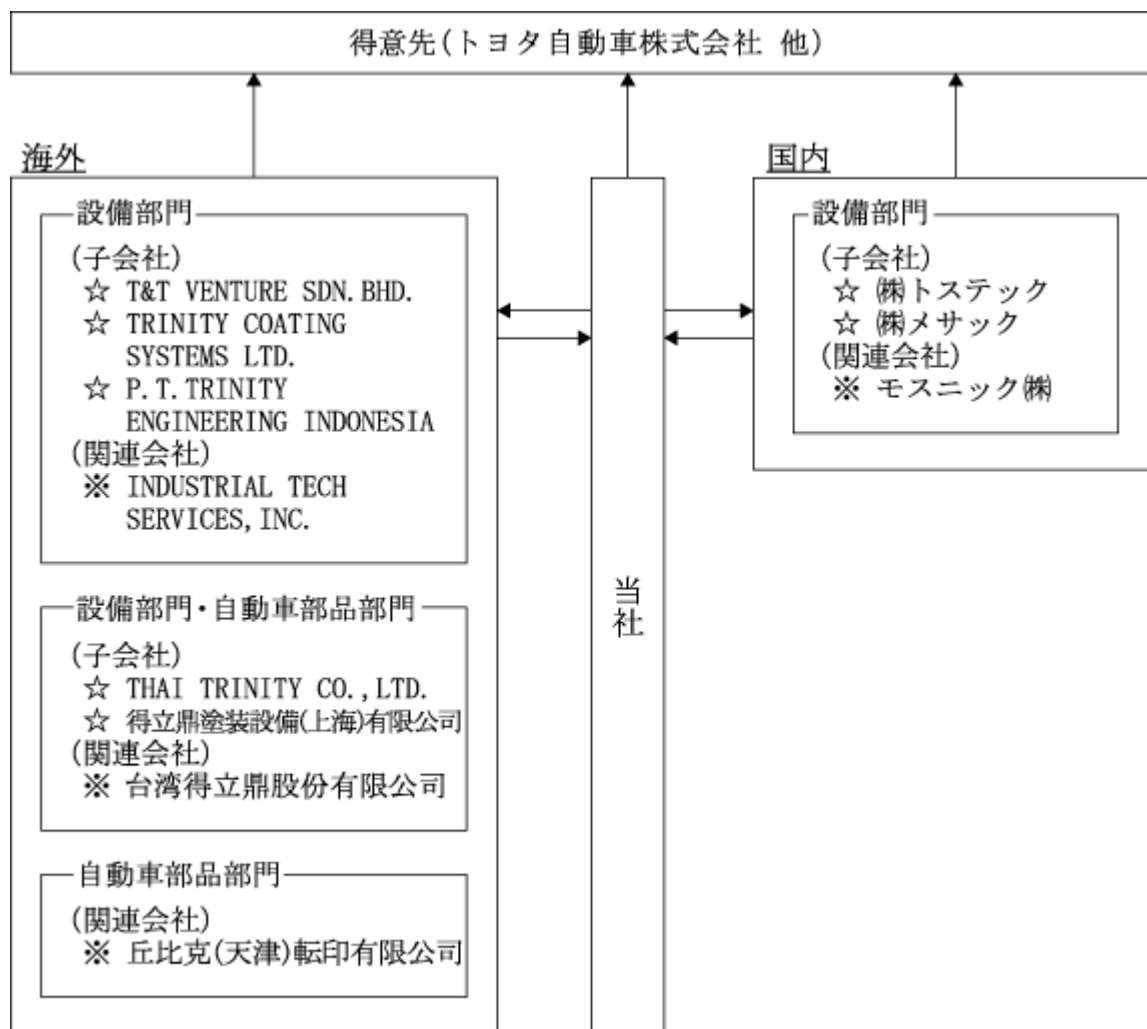 得意先(トヨタ自動車株式会社 他)
海外
設備部門
(子会社)
☆ T&T VENTURE SDN.BHD.
☆ TRINITY COATING
SYSTEMS LTD.
☆ P.T.TRINITY
ENGINEERING INDONESIA
(関連会社)
※ INDUSTRIAL TECH
SERVICES,INC.
設備部門・自動車部品部門
(子会社)
☆ THAI TRINITY CO.,LTD.
☆ 得立鼎塗装設備(上海)有限公司
(関連会社)
※ 台湾得立鼎股份有限公司
自動車部品部門
(関連会社)
※ 丘比克(天津)転印有限公司
当社
国内
設備部門
(子会社)
☆ ㈱トステック
☆ ㈱メサック
(関連会社)
※ モスニック㈱